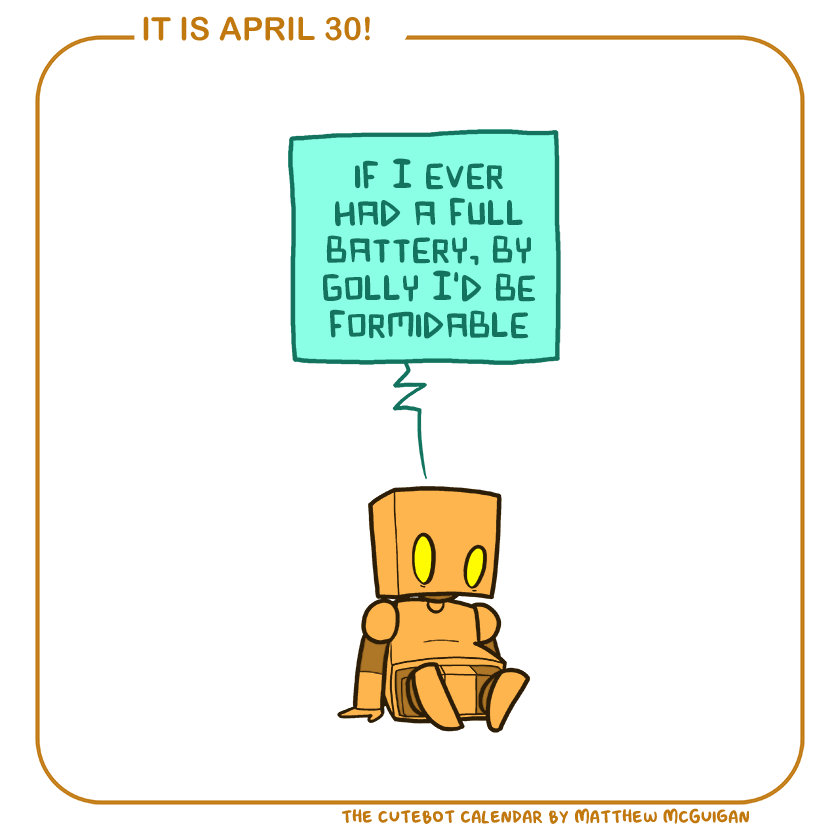 IT IS APRIL 30!
IF I EVER
HAD A FULL
BATTERY, BY
GOLLY I'D BE
FORMIDABLE
THE CUTEBOT CALENDAR BY MATTHEW MCGUIGAN